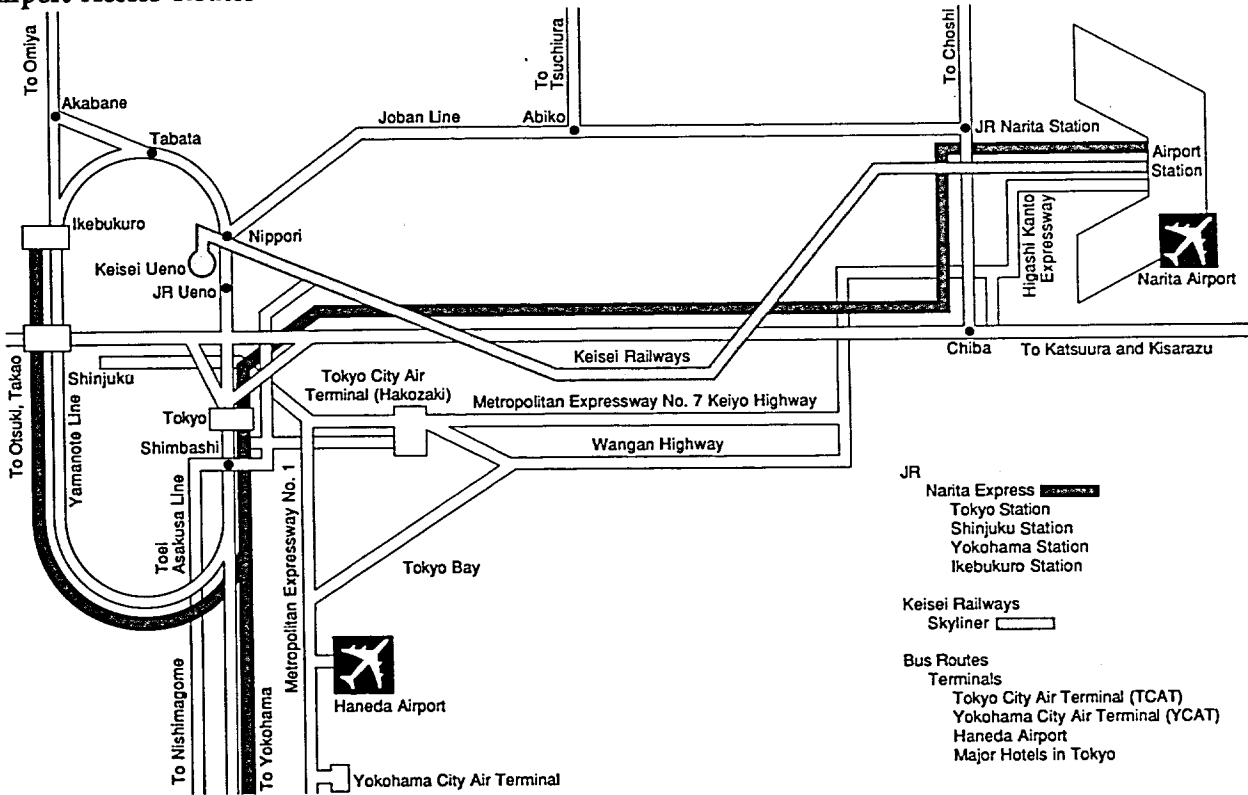 To Omiya
To
Tsuchiura
To Choshi
Akabane
Tabata
Joban Line
Abiko
JR Narita Station
Airport
Station
Ikebukuro
Nippori
Keisei Ueno
JR Ueno
Higashi Kanto
Expressway
Narita Airport
Keisei Railways
Chiba
To Katsuura and Kisarazu
Shinjuku
Tokyo City Air
Terminal (Hakozaki)
Metropolitan Expressway No. 7 Keiyo Highway
To Otsuki, Takao
Yamanote Line
Tokyo
Shimbashi
Wangan Highway
Toei
Asakusa Line
Metropolitan Expressway No. 1
Tokyo Bay
Haneda Airport
To Nishimagome
To Yokohama
Yokohama City Air Terminal
JR
Narita Express
Tokyo Station
Shinjuku Station
Yokohama Station
Ikebukuro Station
Keisei Railways
Skyliner
Bus Routes
Terminals
Tokyo City Air Terminal (TCAT)
Yokohama City Air Terminal (YCAT)
Haneda Airport
Major Hotels in Tokyo